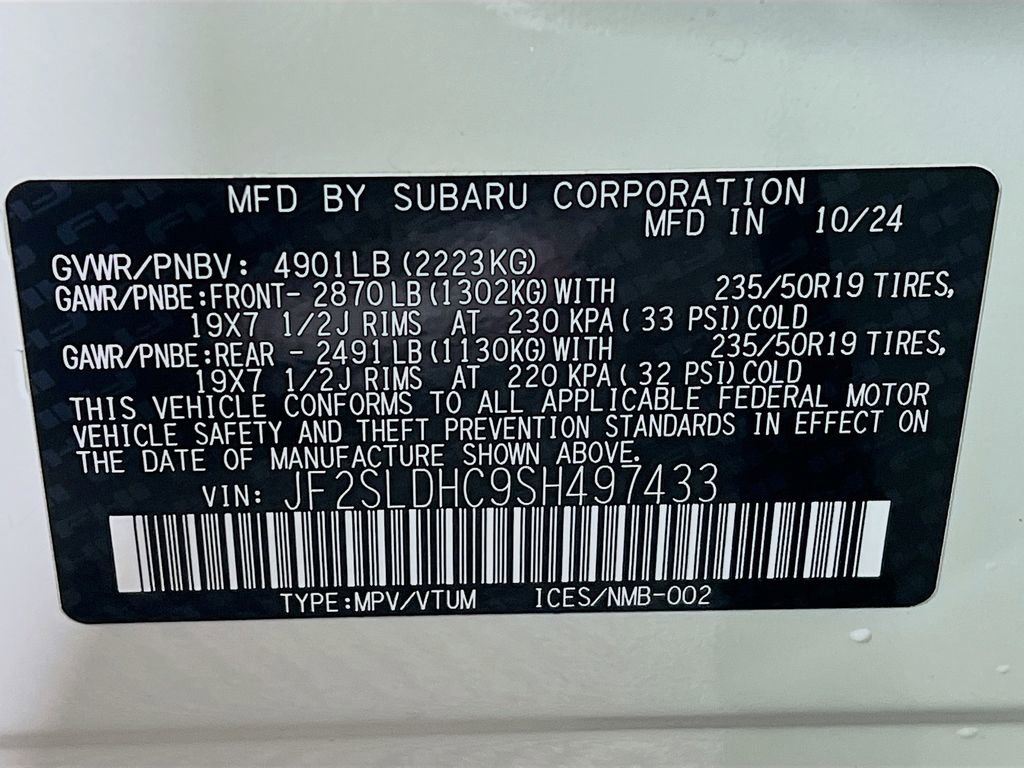 MFD BY SUBARU CORPORATION
MFD IN 10/24
GVWR/PNBV: 4901LB (2223KG)
GAWR/PNBE:FRONT- 2870 LB(1302KG)WITH 235/50R19 TIRES,
19X7 1/2J RIMS AT 230 KPA( 33 PSI)COLD
GAWR/PNBE:REAR - 2491 LB(1130KG)WITH 235/50R19 TIRES,
19X7 1/2J RIMS AT 220 KPA( 32 PSI)COLD
THIS VEHICLE CONFORMS TO ALL APPLICABLE FEDERAL MOTOR
VEHICLE SAFETY AND THEFT PREVENTION STANDARDS IN EFFECT ON
THE DATE OF MANUFACTURE SHOWN ABOVE.
VIN: JF2SLDHC9SH497433
TYPE:MPV/VTUM ICES/NMB-002